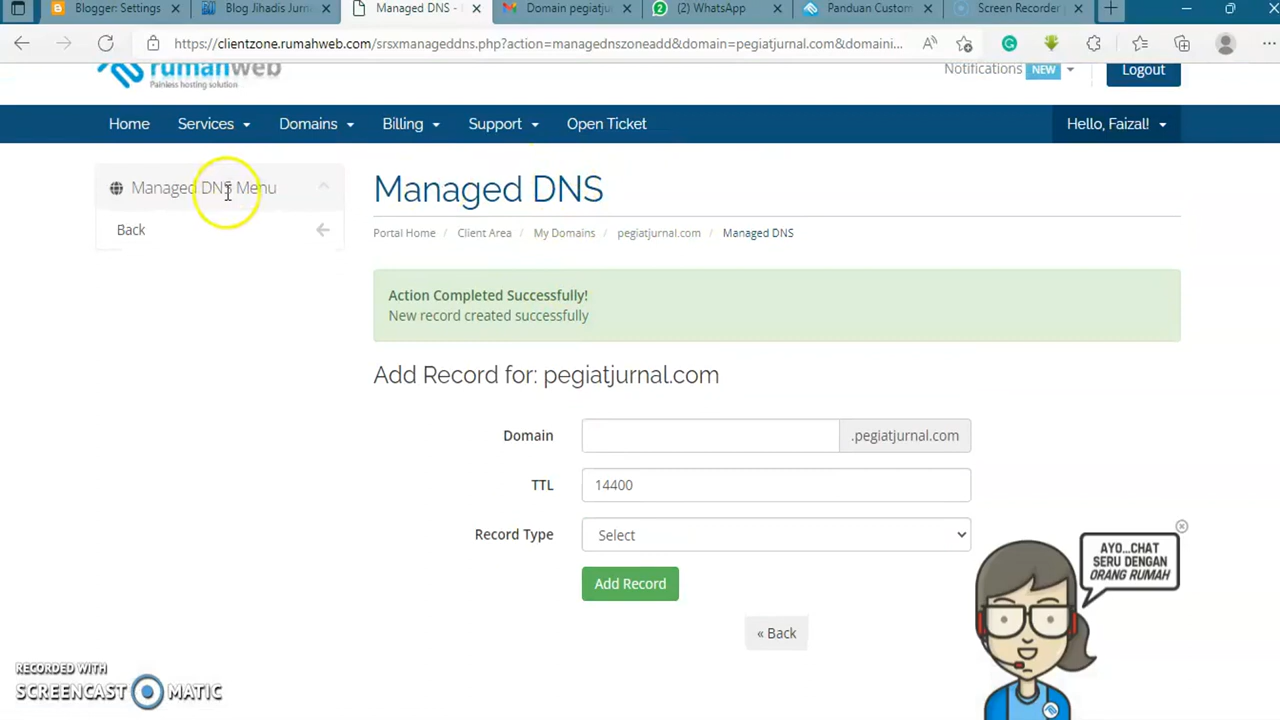 Blogger: Settings
Blog Jihadis Jurna
Managed DNS -
Domain pegiatju
(2) WhatsApp
Panduan Custom
Screen Recorder
https://clientzone.rumahweb.com/srsxmanageddns.php?action=managednszoneadd&domain=pegiatjurnal.com&domaini...
rumahweb
Painless hosting solution
Notifications NEW
Logout
Home
Services
Domains
Billing
Support
Open Ticket
Hello, Faizal!
Managed DNS Menu
Back
Managed DNS
Portal Home / Client Area / My Domains / pegiatjurnal.com / Managed DNS
Action Completed Successfully!
New record created successfully
Add Record for: pegiatjurnal.com
Domain
.pegiatjurnal.com
TTL
14400
Record Type
Select
Add Record
« Back
AYO...CHAT
SERU DENGAN
ORANG RUMAH
RECORDED WITH
SCREENCAST MATIC